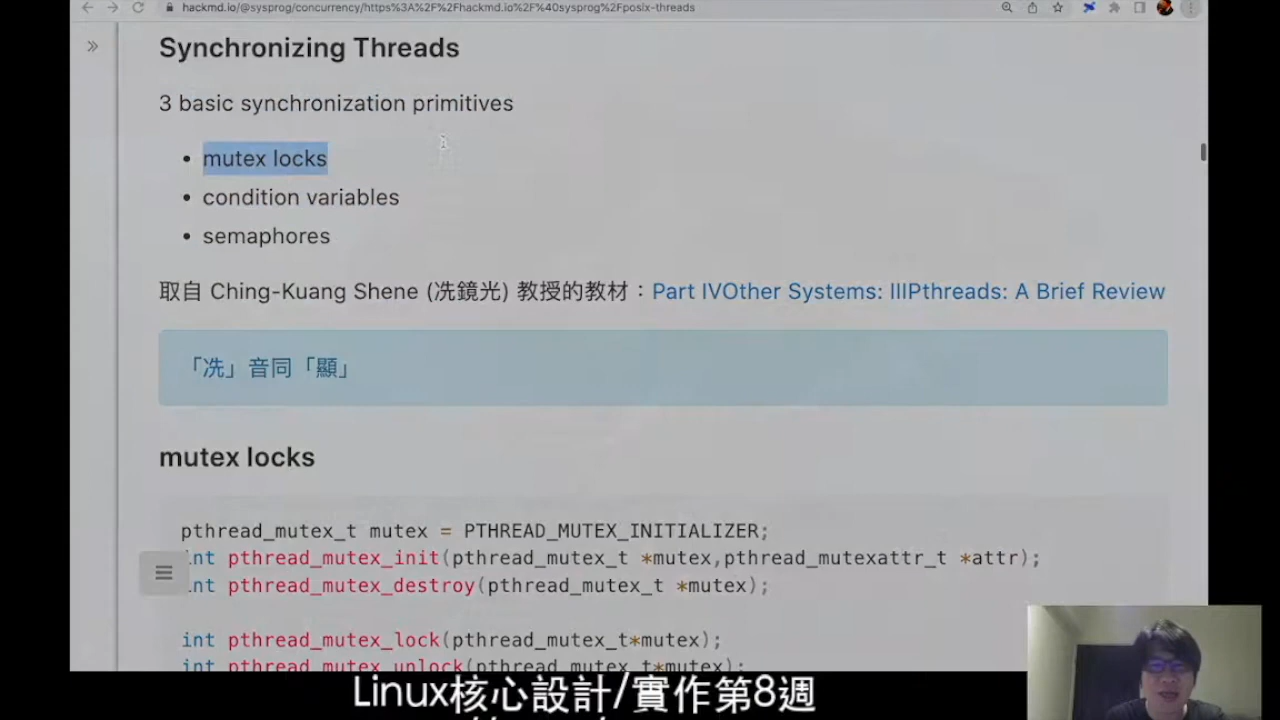 hackmd.io/@sysprog/concurrency/https%3A%2F%2Fhackmd.io%2F%40sysprog%2Fposix-threads
Synchronizing Threads
3 basic synchronization primitives
• mutex locks
• condition variables
• semaphores
取自 Ching-Kuang Shene (冼鏡光) 教授的教材：Part IVOther Systems: IIIPthreads: A Brief Review
「冼」音同「顯」
mutex locks
pthread_mutex_t mutex = PTHREAD_MUTEX_INITIALIZER;
int pthread_mutex_init(pthread_mutex_t *mutex,pthread_mutexattr_t *attr);
int pthread_mutex_destroy(pthread_mutex_t *mutex);
int pthread_mutex_lock(pthread_mutex_t*mutex);
int pthread_mutex_unlock(pthread_mutex_t*mutex);
Linux核心設計/實作第8週